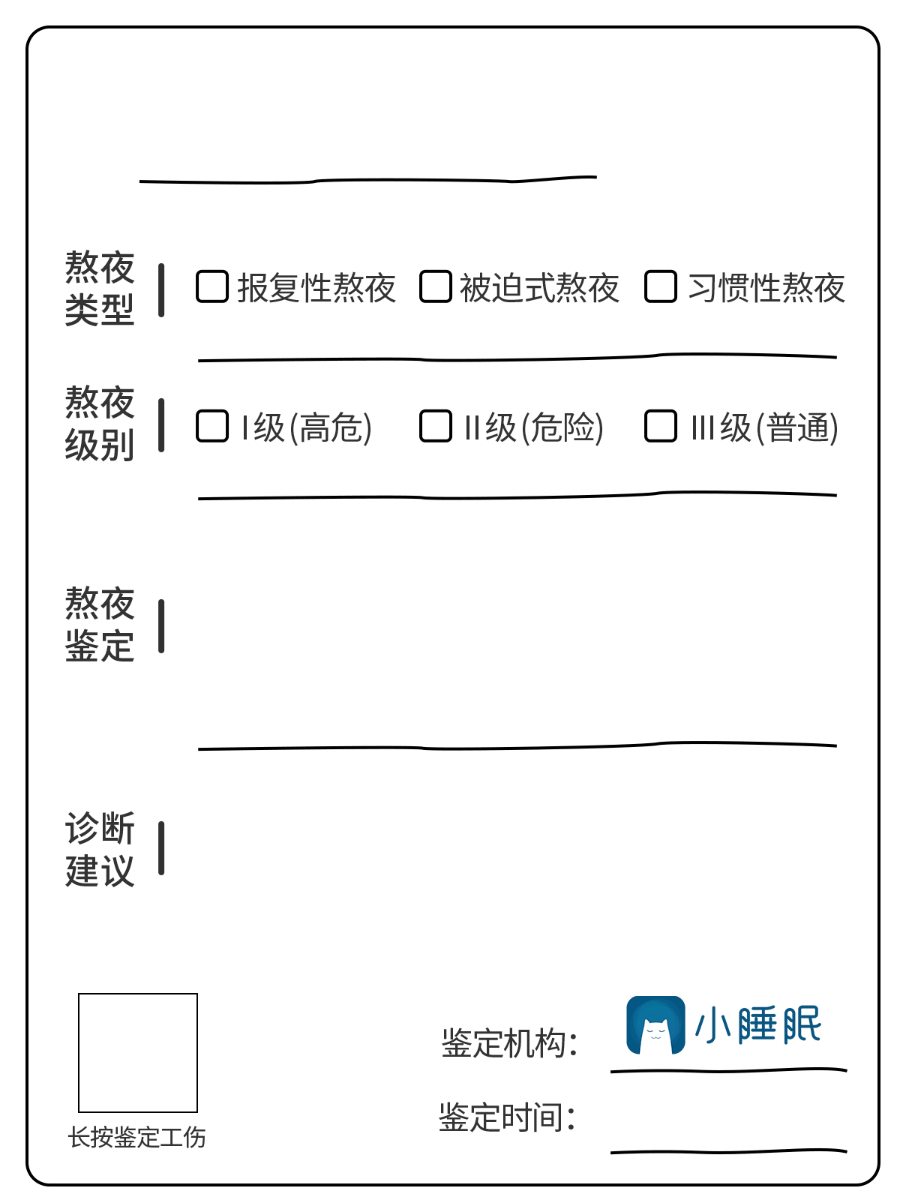 熬夜
类型
报复性熬夜 被迫式熬夜 习惯性熬夜
熬夜
级别
I级(高危) II级(危险) III级(普通)
熬夜
鉴定
诊断
建议
鉴定机构： 小睡眠
鉴定时间：
长按鉴定工伤